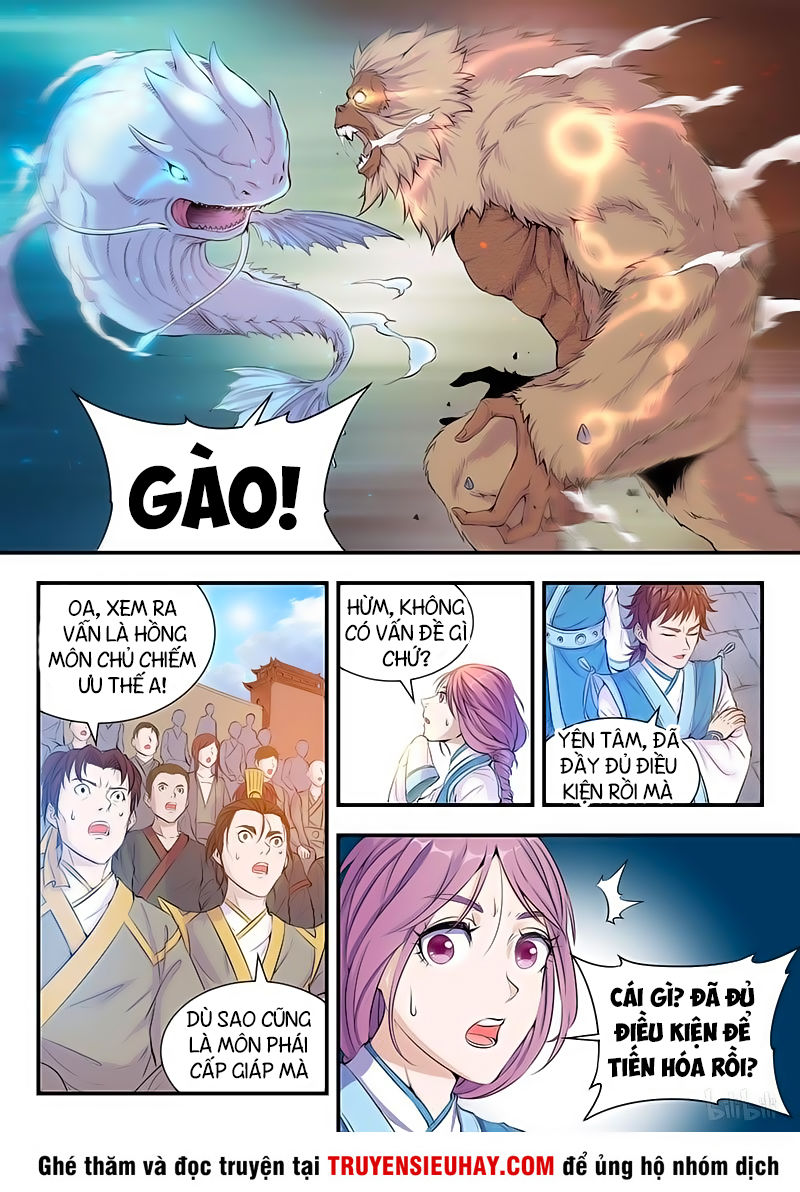 GÀO!
OA, XEM RA
VẤN LÀ HỒNG
MÔN CHỦ CHIẾM
ƯU THẾ A!
HỪM, KHÔNG
CÓ VẤN ĐỀ GÌ
CHỨ?
YÊN TÂM, ĐÃ
ĐẦY ĐỦ ĐIỀU
KIỆN RỒI MÀ
DÙ SAO CŨNG
LÀ MÔN PHÁI
CẤP GIÁP MÀ
CÁI GÌ? ĐÃ ĐỦ
ĐIỀU KIỆN ĐỂ
TIẾN HÓA RỒI?
bilibili
Ghé thăm và đọc truyện tại TRUYENSIEUHAY.COM để ủng hộ nhóm dịch